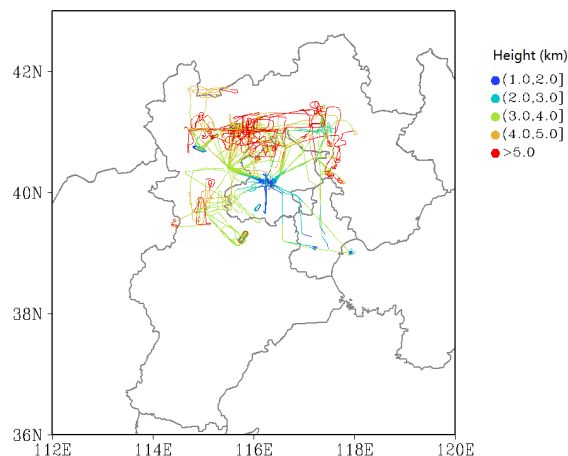 Height (km)
(1.0,2.0]
(2.0,3.0]
(3.0,4.0]
(4.0,5.0]
>5.0
42N
40N
38N
36N
112E 114E 116E 118E 120E